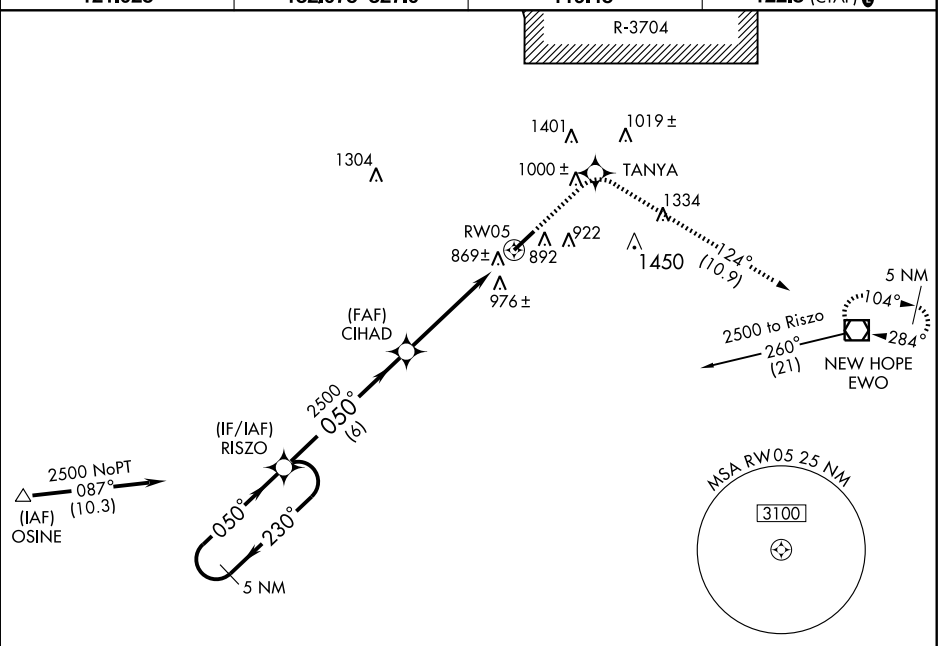 R-3704
1401
1019 ±
1304
1000 ±
TANYA
1334
RW05
869±
892
922
1450
124°
(10.9)
976 ±
5 NM
104°
(FAF)
CIHAD
2500 to Riszo
260°
(21)
284°
NEW HOPE
EWO
2500
050°
(6)
(IF/IAF)
RISZO
2500 NoPT
087°
(10.3)
(IAF)
OSINE
050°
230°
5 NM
MSA RW05 25 NM
3100